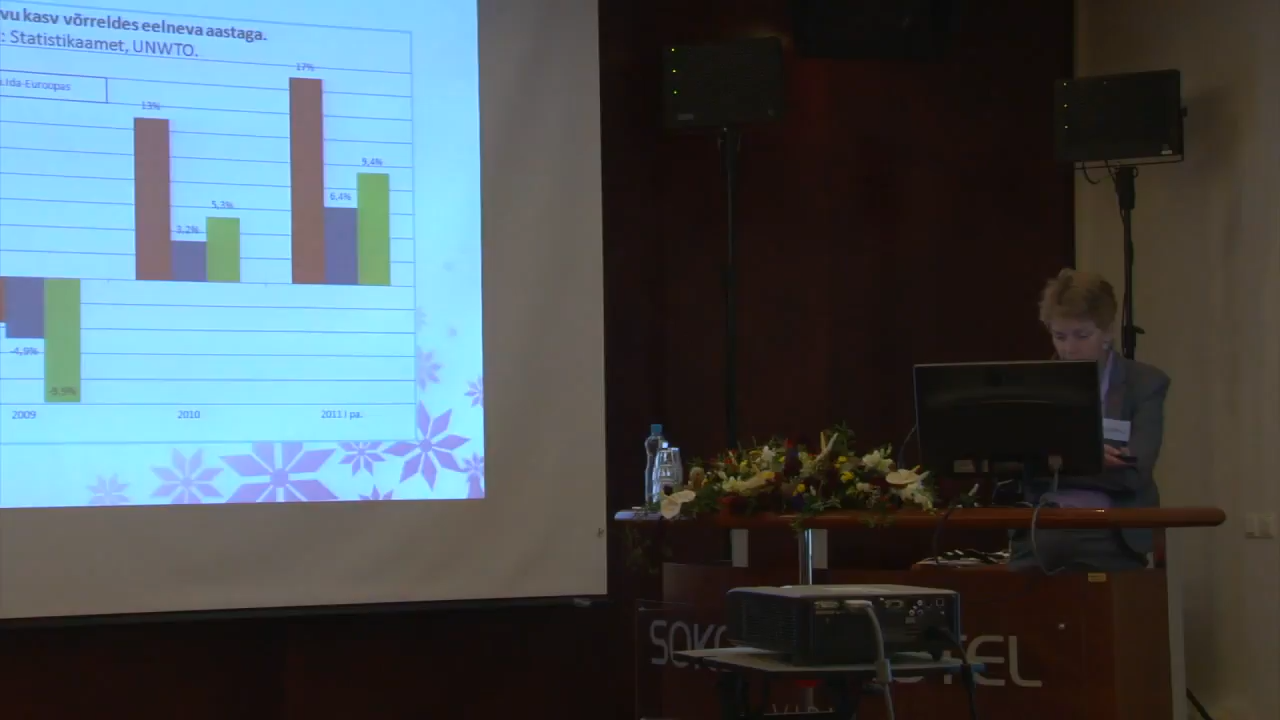 vu kasv võrreldes eelneva aastaga.
: Statistikaamet, UNWTO.
Ida-Euroopas
17%
13%
9,4%
6,4%
5,3%
3,2%
-4,9%
-9.9%
2009
2010
2011 I pa.
SOK
TEL